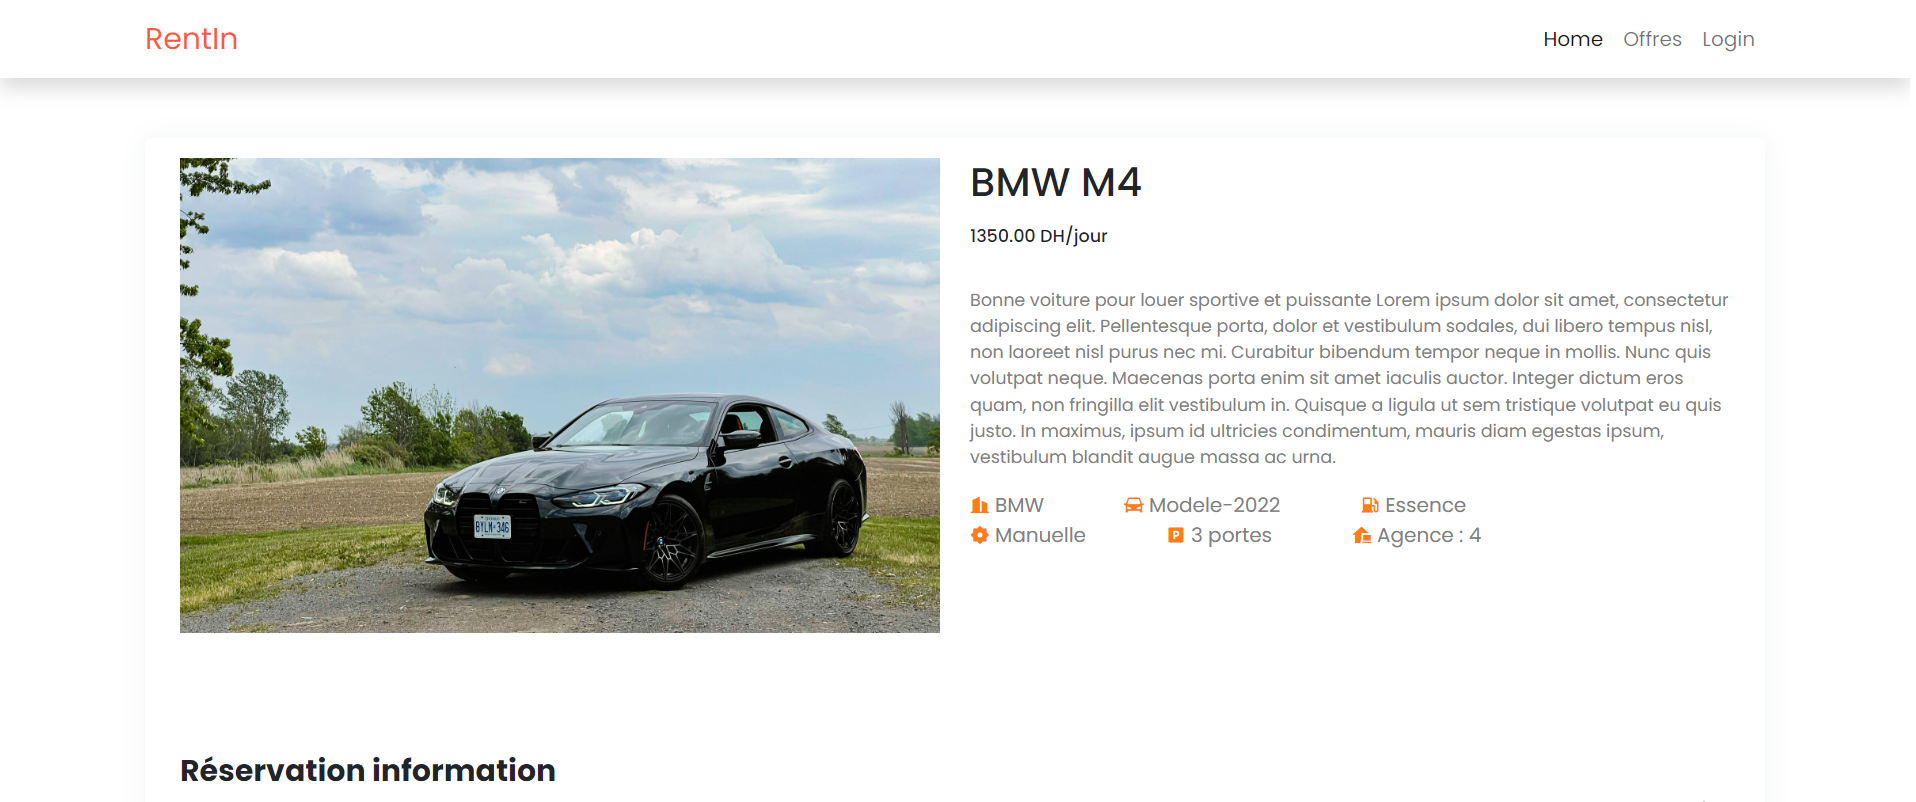 RentIn
Home Offres Login
BMW M4
1350.00 DH/jour
Bonne voiture pour louer sportive et puissante Lorem ipsum dolor sit amet, consectetur
adipiscing elit. Pellentesque porta, dolor et vestibulum sodales, dui libero tempus nisl,
non laoreet nisl purus nec mi. Curabitur bibendum tempor neque in mollis. Nunc quis
volutpat neque. Maecenas porta enim sit amet iaculis auctor. Integer dictum eros
quam, non fringilla elit vestibulum in. Quisque a ligula ut sem tristique volutpat eu quis
justo. In maximus, ipsum id ultricies condimentum, mauris diam egestas ipsum,
vestibulum blandit augue massa ac urna.
BMW Modele-2022 Essence
Manuelle P 3 portes Agence : 4
BYLM·346
Réservation information